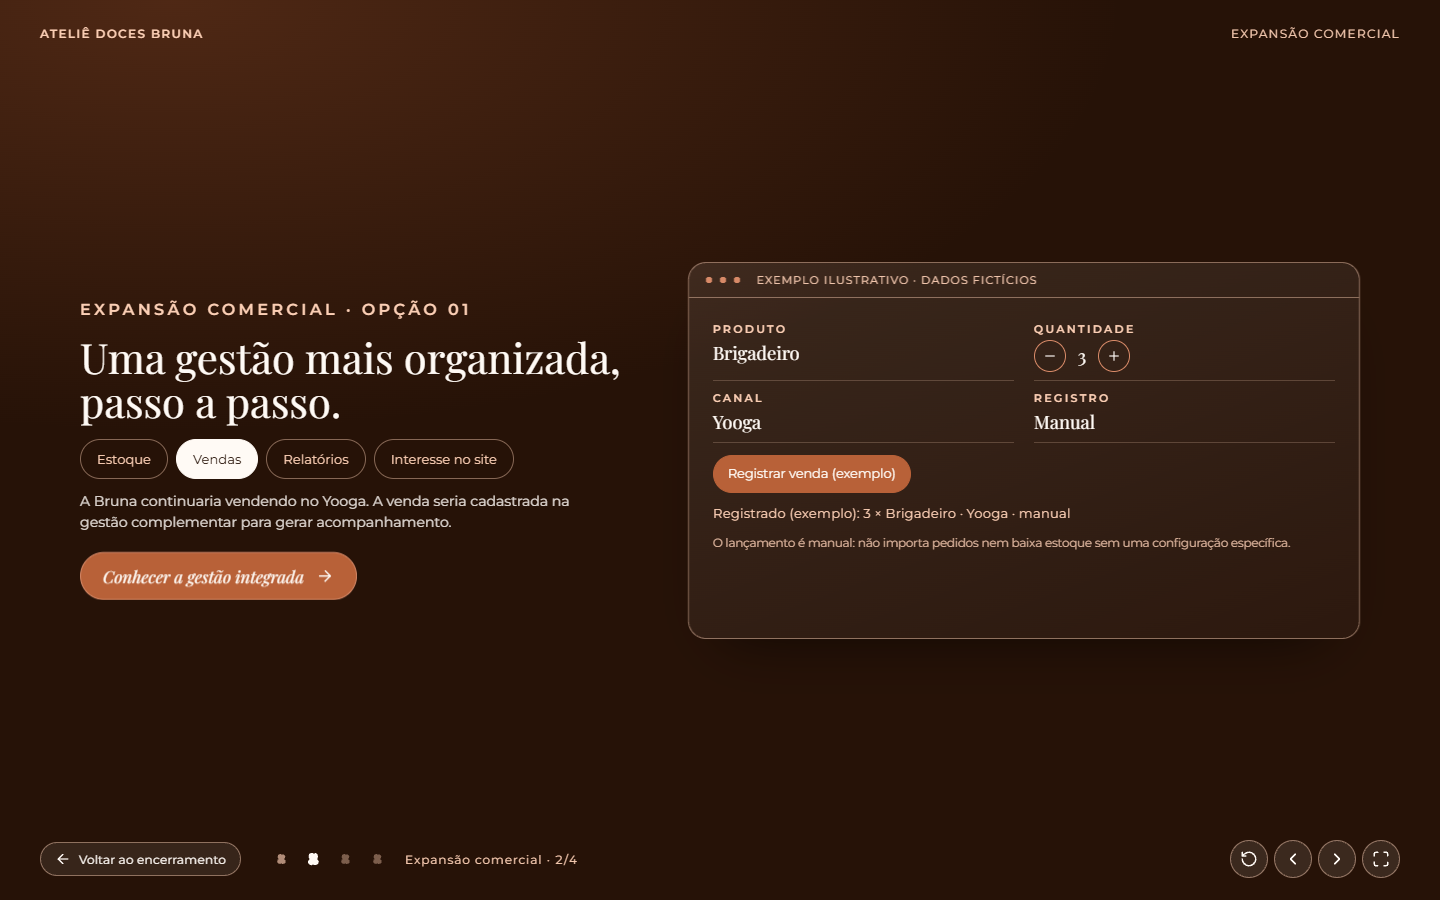 ATELIÊ DOCES BRUNA
EXPANSÃO COMERCIAL
EXPANSÃO COMERCIAL · OPÇÃO 01
Uma gestão mais organizada,
passo a passo.
Estoque
Vendas
Relatórios
Interesse no site
A Bruna continuaria vendendo no Yooga. A venda seria cadastrada na
gestão complementar para gerar acompanhamento.
Conhecer a gestão integrada
EXEMPLO ILUSTRATIVO · DADOS FICTÍCIOS
PRODUTO
Brigadeiro
QUANTIDADE
3
CANAL
Yooga
REGISTRO
Manual
Registrar venda (exemplo)
Registrado (exemplo): 3 × Brigadeiro · Yooga · manual
O lançamento é manual: não importa pedidos nem baixa estoque sem uma configuração específica.
Voltar ao encerramento
Expansão comercial · 2/4